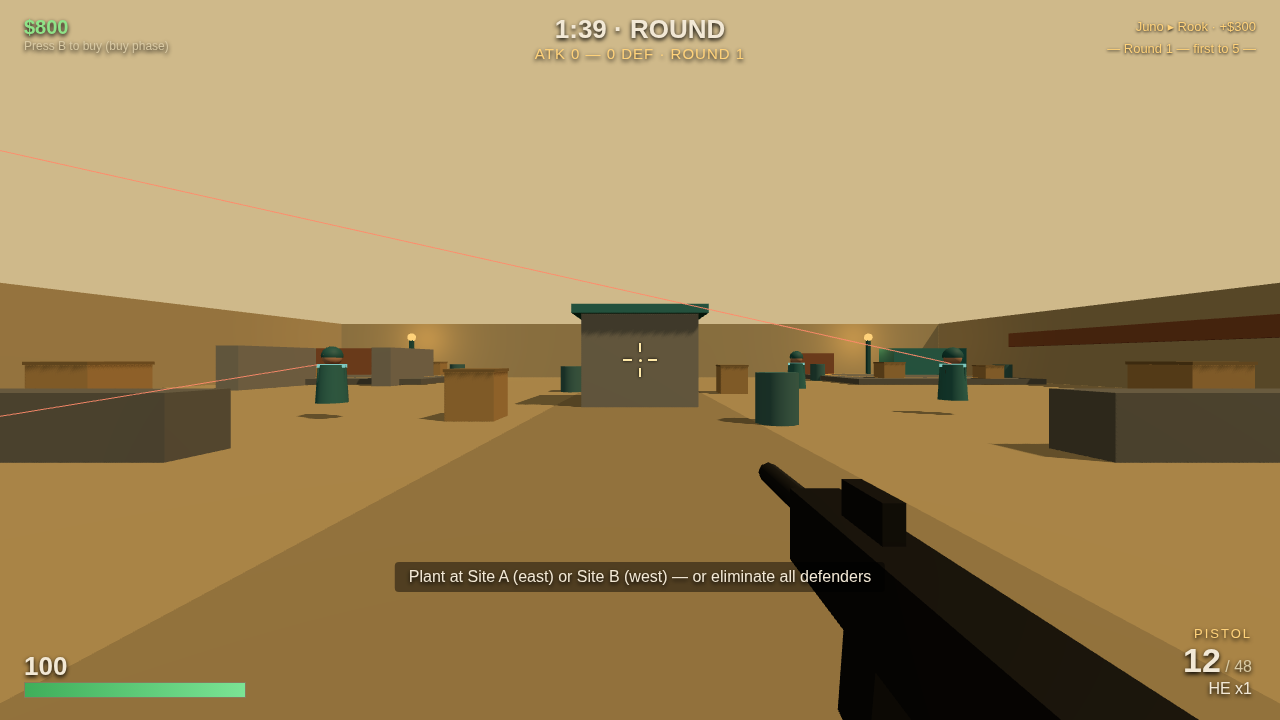 $800
Press B to buy (buy phase)
1:39 · ROUND
ATK 0 — 0 DEF · ROUND 1
Juno ▸ Rook · +$300
— Round 1 — first to 5 —
Plant at Site A (east) or Site B (west) — or eliminate all defenders
100
PISTOL
12 / 48
HE x1